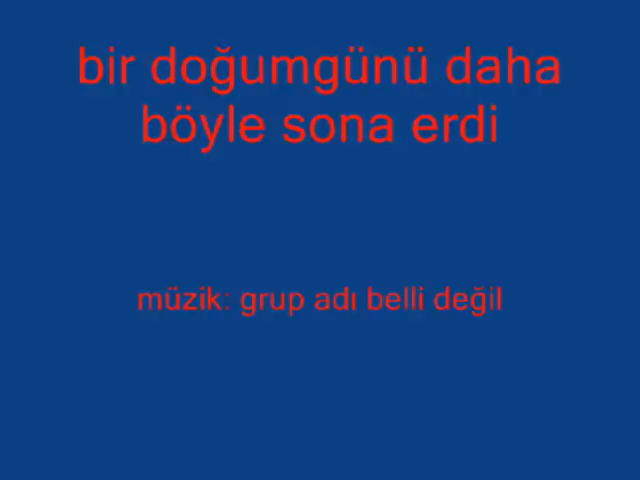 bir doğumgünü daha
böyle sona erdi
müzik: grup adı belli değil